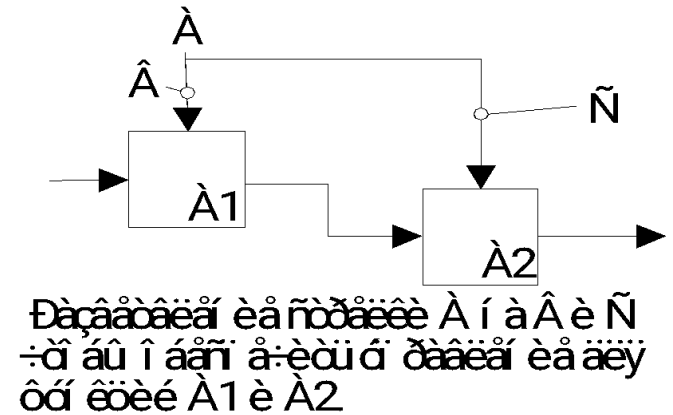 À
Â
Ñ
À1
À2
Ðàçâåòâëåíèå ñòðåëêè À íà Â è Ñ
÷òîáû îáåñïå÷èòü óïðàâëåíèå äëÿ
ôóíêöèé À1 è À2